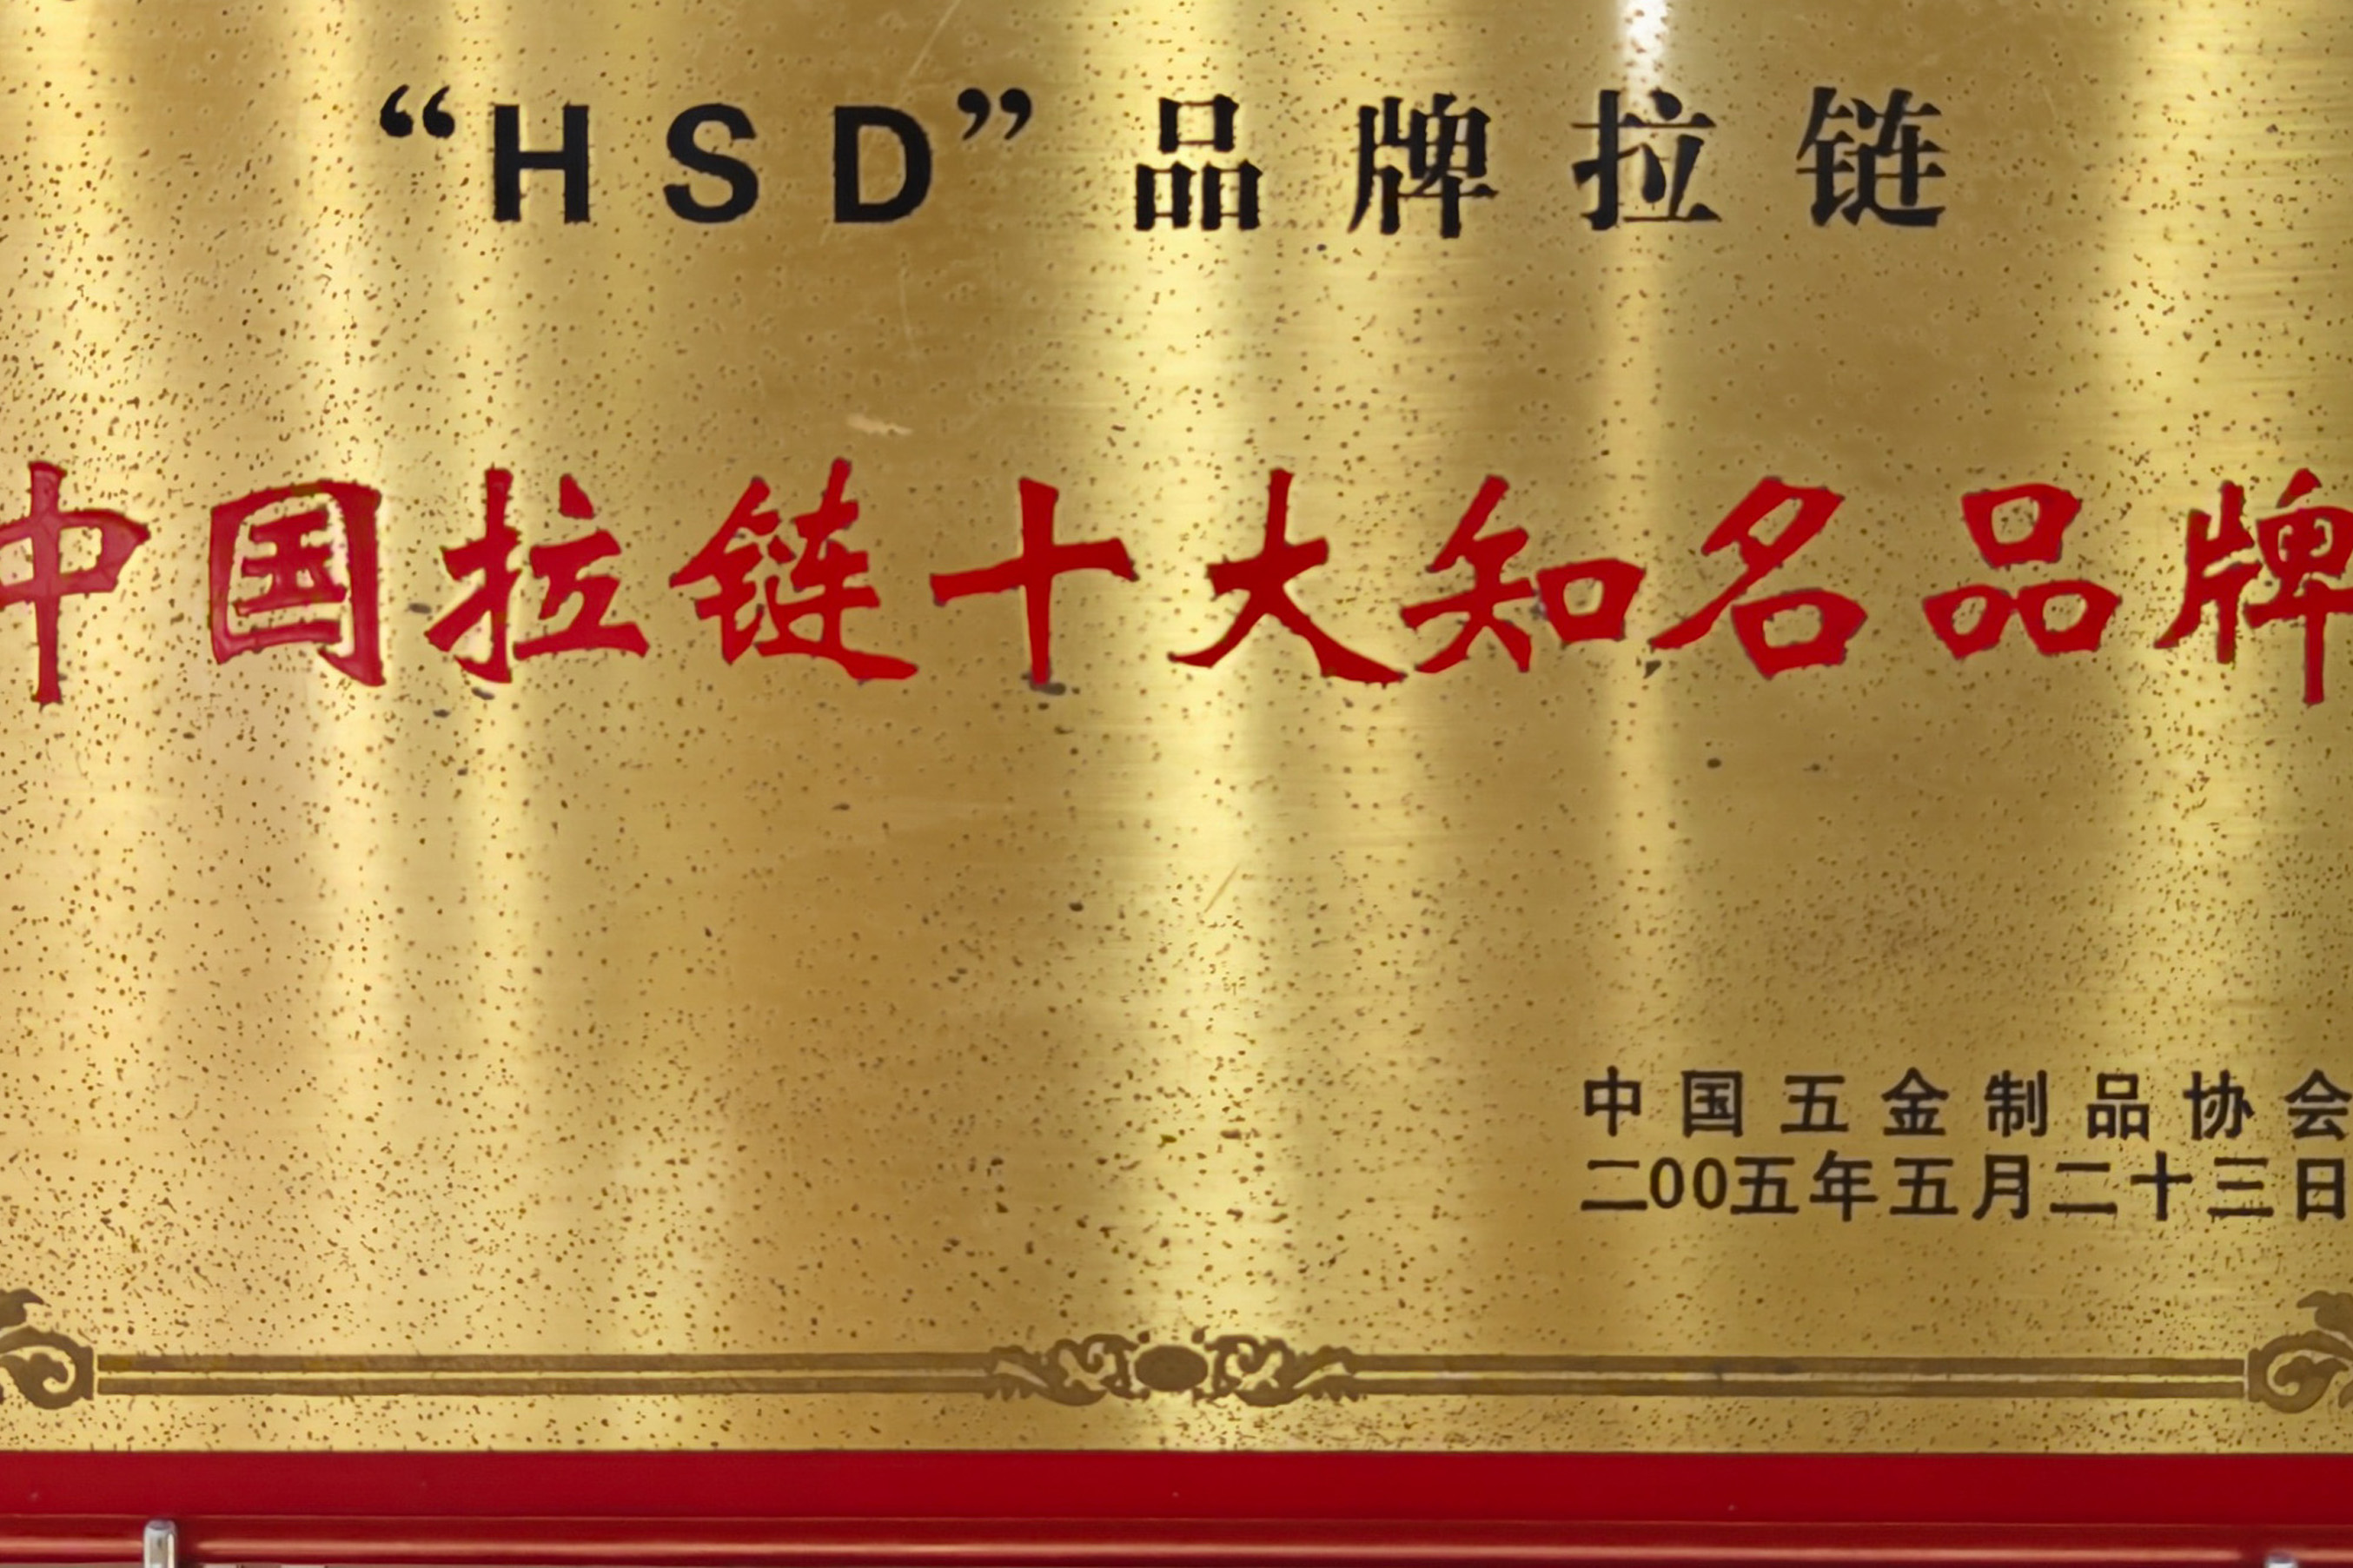 “HSD”品牌拉链
中国拉链十大知名品牌
中国五金制品协会
二00五年五月二十三日